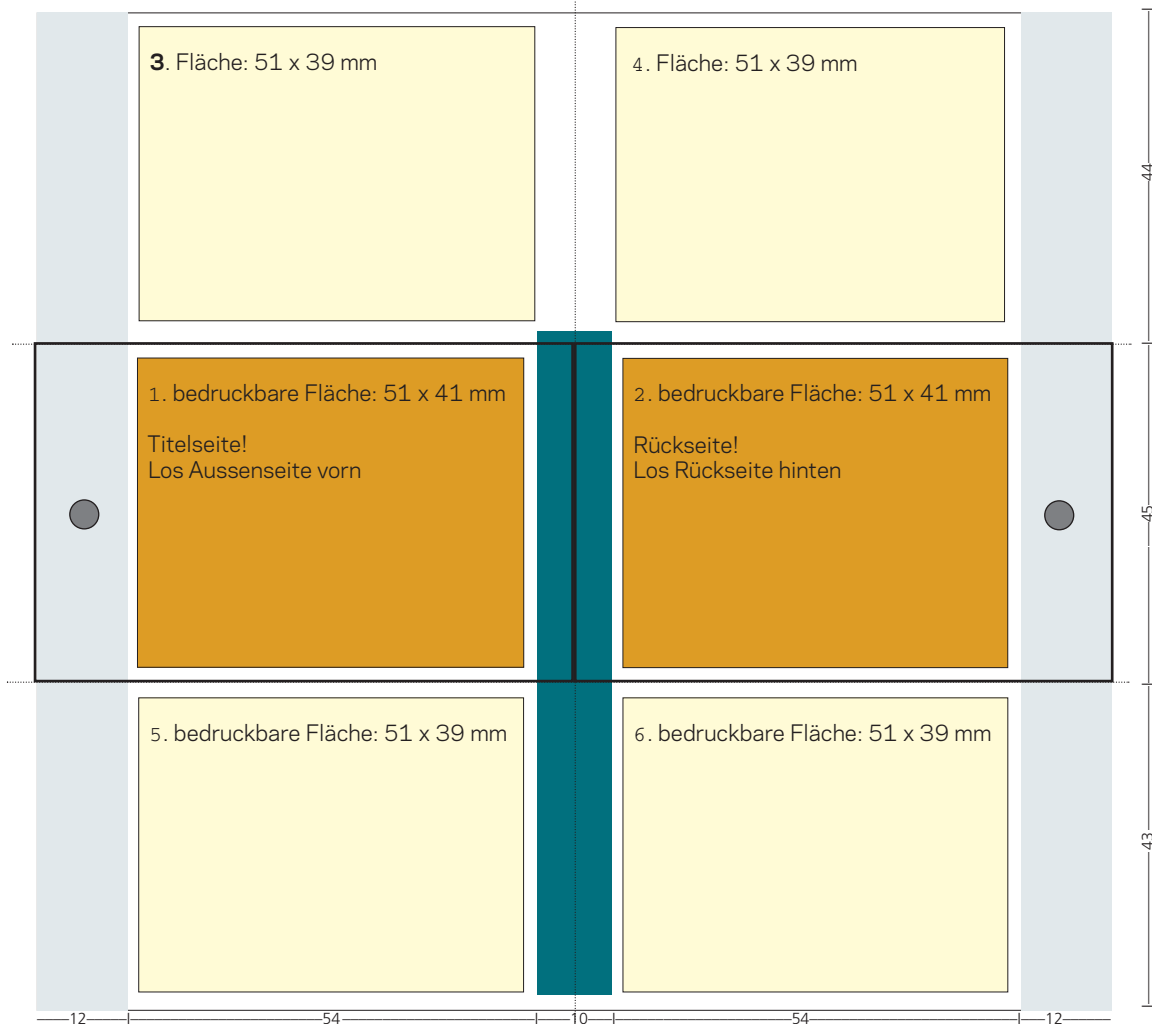 3. Fläche: 51 x 39 mm
4. Fläche: 51 x 39 mm
44
1. bedruckbare Fläche: 51 x 41 mm
Titelseite!
Los Aussenseite vorn
2. bedruckbare Fläche: 51 x 41 mm
Rückseite!
Los Rückseite hinten
45
5. bedruckbare Fläche: 51 x 39 mm
6. bedruckbare Fläche: 51 x 39 mm
43
12
54
10
54
12